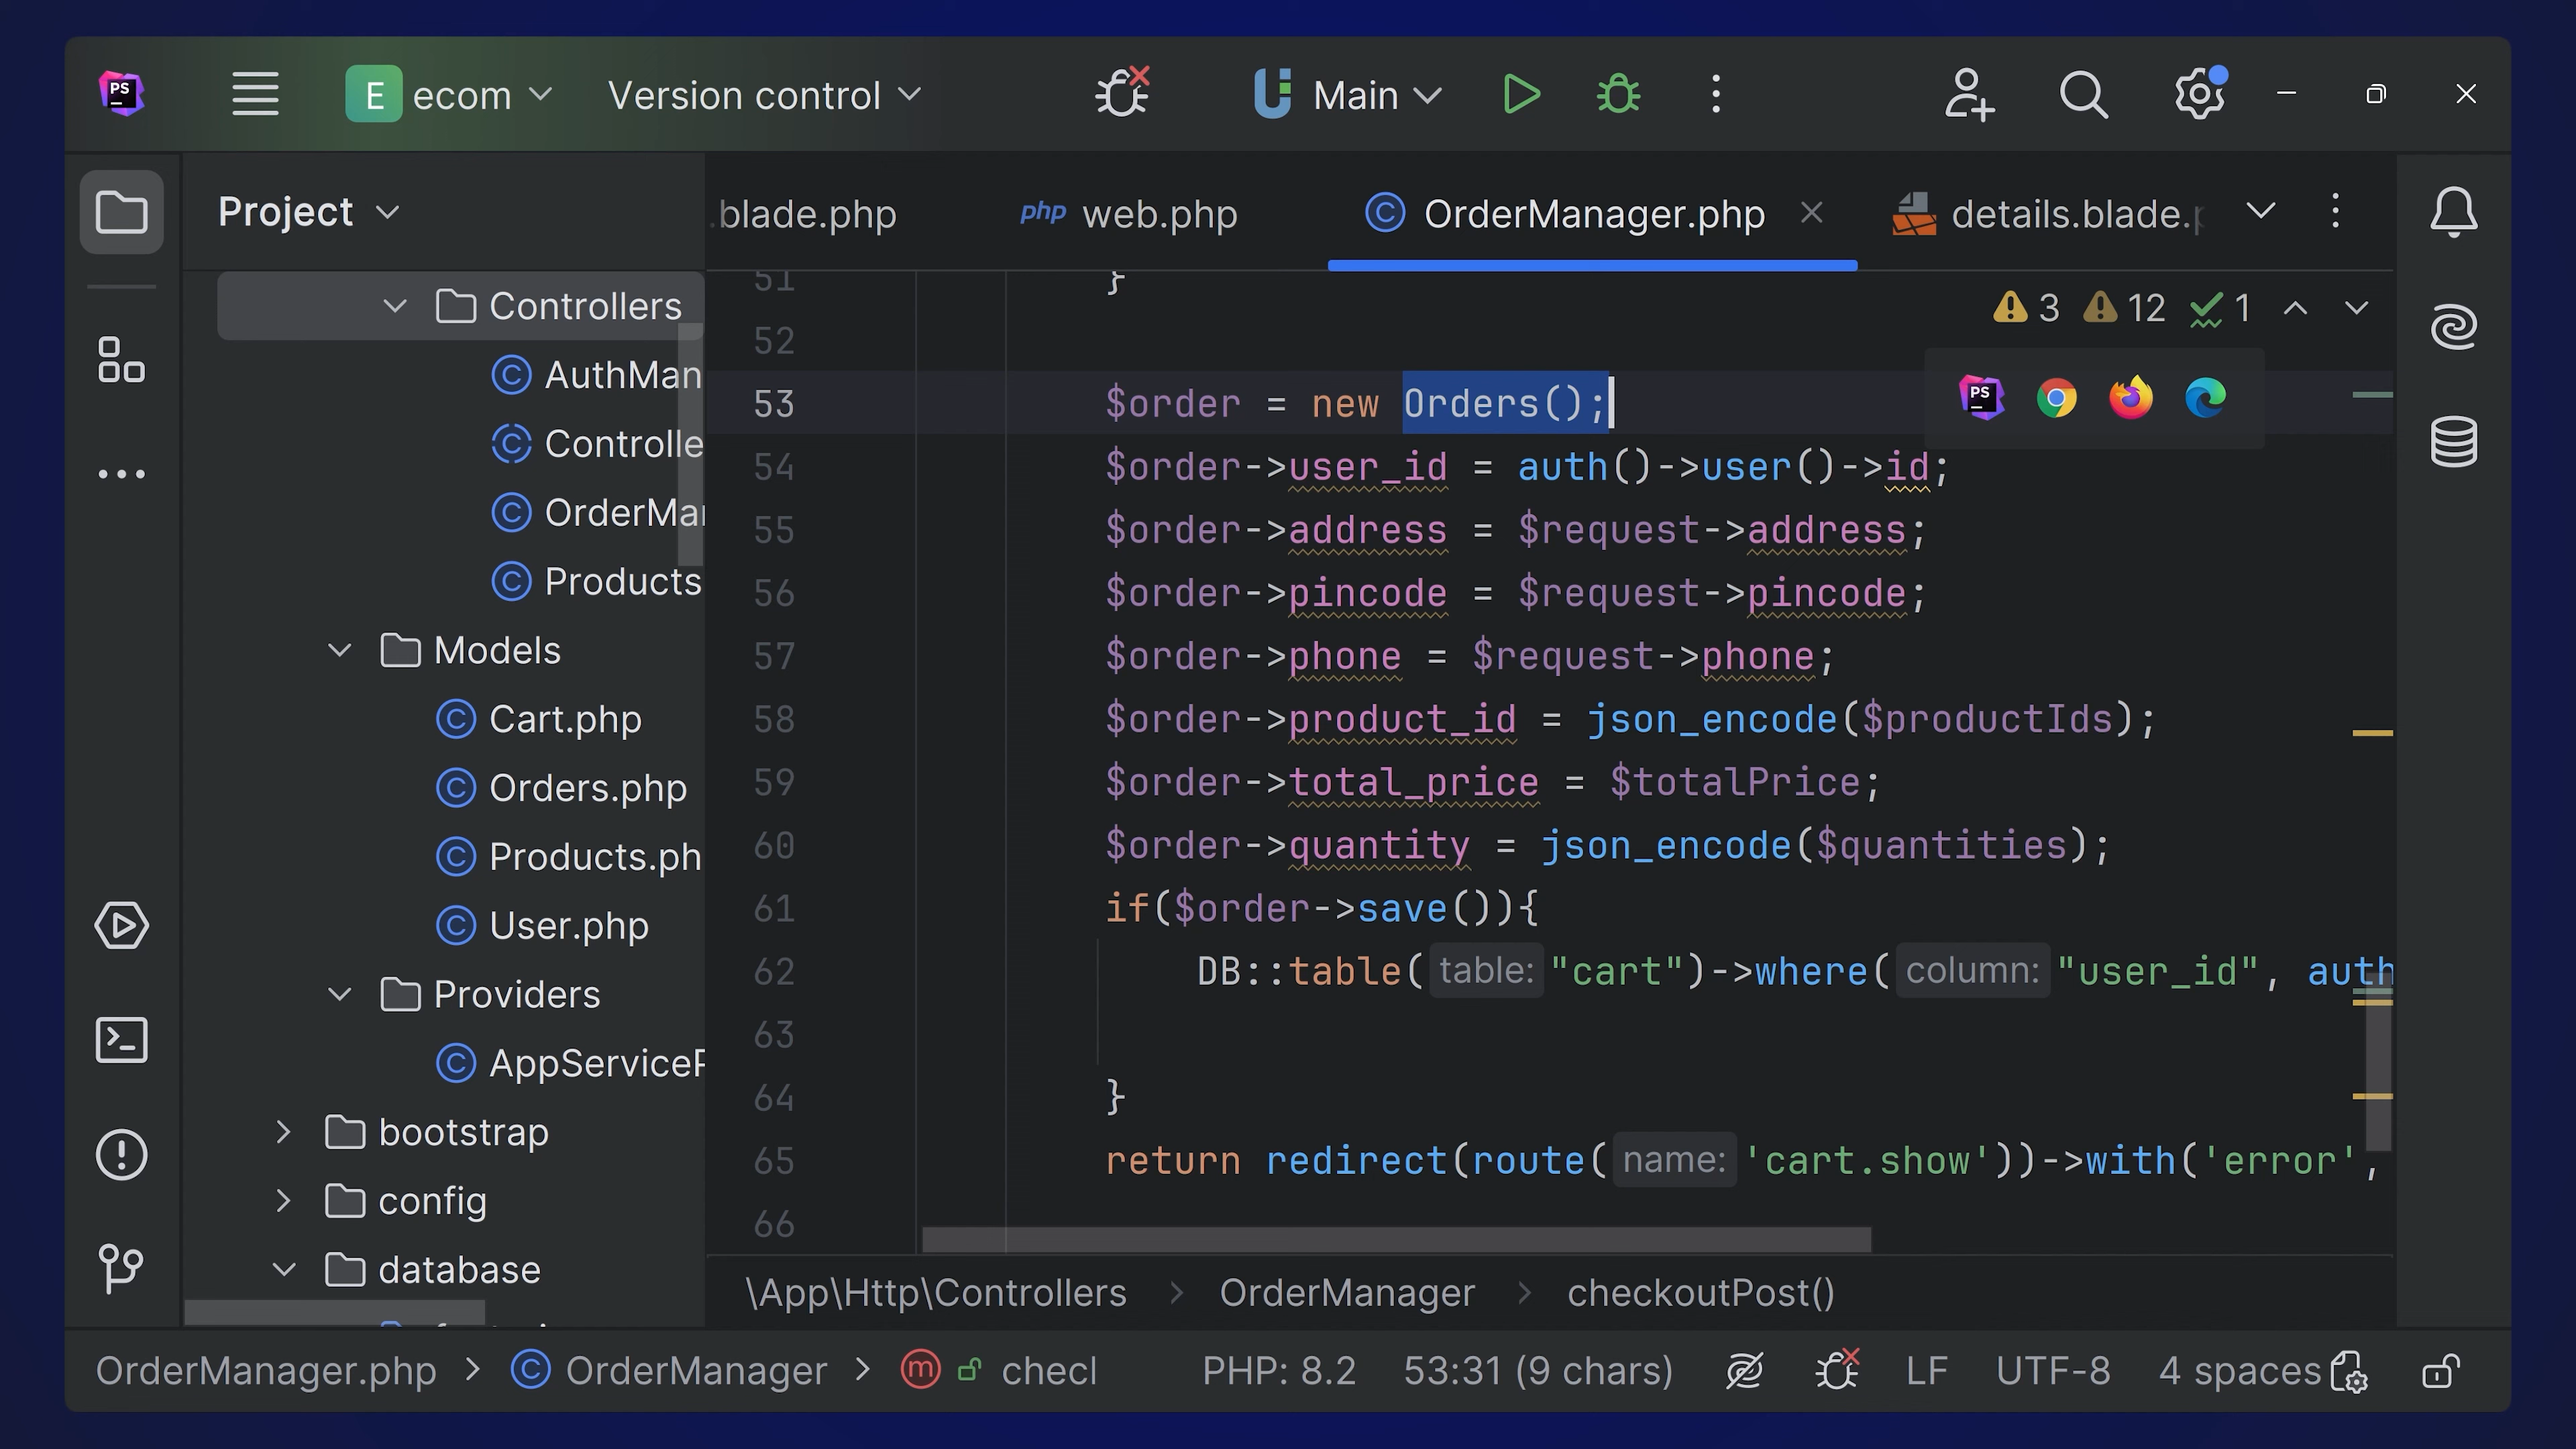 PS
E ecom
Version control
Main
Project
.blade.php
php web.php
OrderManager.php
details.blade.p
Controllers
AuthMan
Controlle
OrderMa
Products
Models
Cart.php
Orders.php
Products.ph
User.php
Providers
AppServiceP
bootstrap
config
database
3 12 1
PS
51 }
52
53 $order = new Orders();
54 $order->user_id = auth()->user()->id;
55 $order->address = $request->address;
56 $order->pincode = $request->pincode;
57 $order->phone = $request->phone;
58 $order->product_id = json_encode($productIds);
59 $order->total_price = $totalPrice;
60 $order->quantity = json_encode($quantities);
61 if($order->save()){
62 DB::table( table: "cart")->where( column: "user_id", auth
63
64 }
65 return redirect(route( name: 'cart.show'))->with('error',
66
\App\Http\Controllers > OrderManager > checkoutPost()
OrderManager.php > C OrderManager > m checl
PHP: 8.2 53:31 (9 chars) LF UTF-8 4 spaces